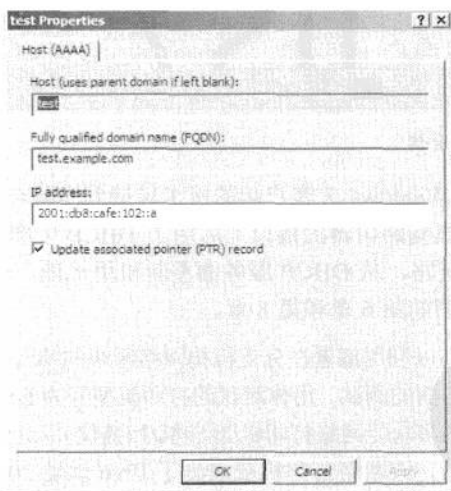 test Properties
? ×
Host (AAAA)
Host (uses parent domain if left blank):
test
Fully qualified domain name (FQDN):
test.example.com
IP address:
2001:db8:cafe:102::a
Update associated pointer (PTR) record
OK
Cancel
Apply